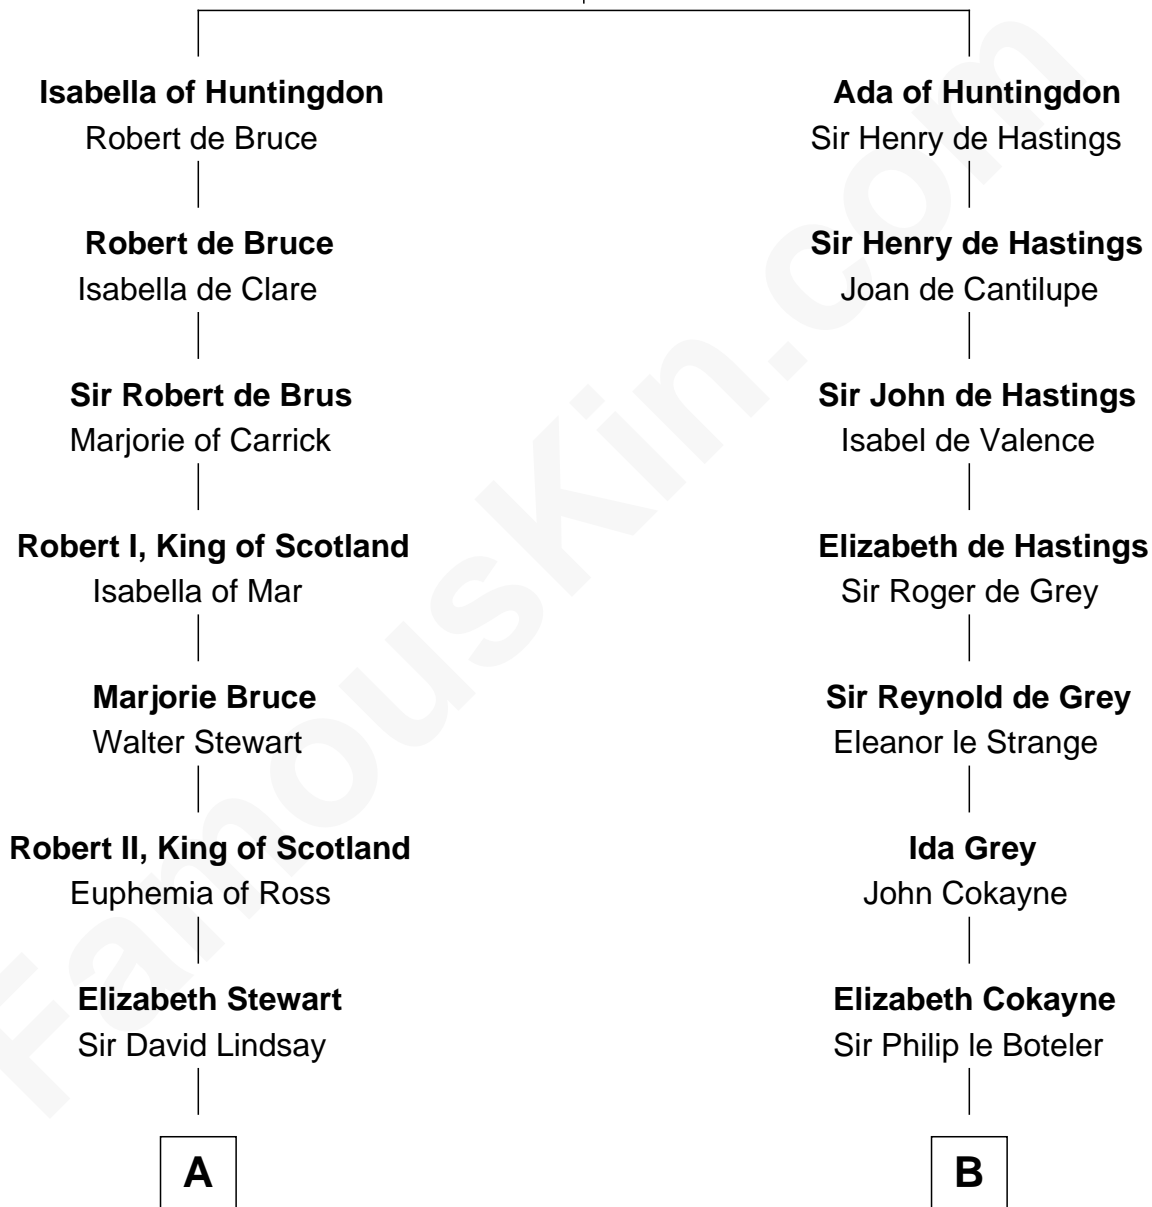 Isabella of Huntingdon
Robert de Bruce
Robert de Bruce
Isabella de Clare
Sir Robert de Brus
Marjorie of Carrick
Robert I, King of Scotland
Isabella of Mar
Marjorie Bruce
Walter Stewart
Robert II, King of Scotland
Euphemia of Ross
Elizabeth Stewart
Sir David Lindsay
A
Ada of Huntingdon
Sir Henry de Hastings
Sir Henry de Hastings
Joan de Cantilupe
Sir John de Hastings
Isabel de Valence
Elizabeth de Hastings
Sir Roger de Grey
Sir Reynold de Grey
Eleanor le Strange
Ida Grey
John Cokayne
Elizabeth Cokayne
Sir Philip le Boteler
B
FamousKin.com